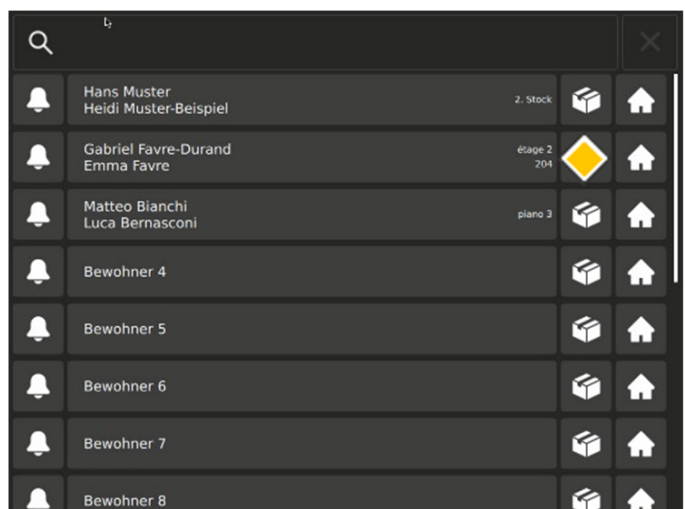 Hans Muster
Heidi Muster-Beispiel
2. Stock
Gabriel Favre-Durand
Emma Favre
étage 2
204
Matteo Bianchi
Luca Bernasconi
piano 3
Bewohner 4
Bewohner 5
Bewohner 6
Bewohner 7
Bewohner 8